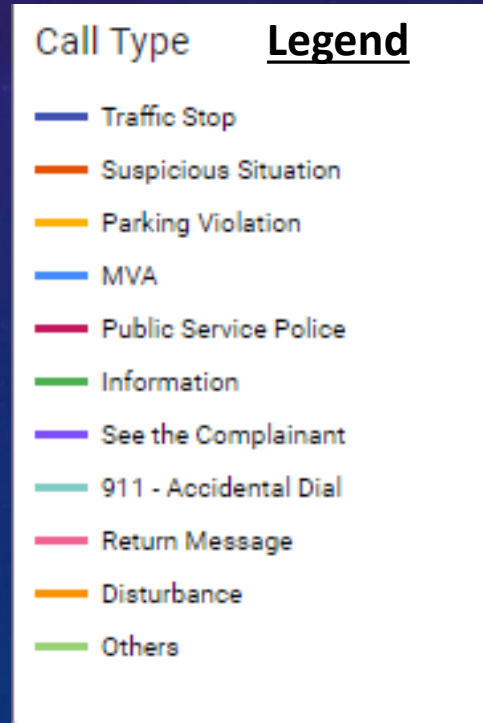 Call Type Legend
Traffic Stop
Suspicious Situation
Parking Violation
MVA
Public Service Police
Information
See the Complainant
911 - Accidental Dial
Return Message
Disturbance
Others